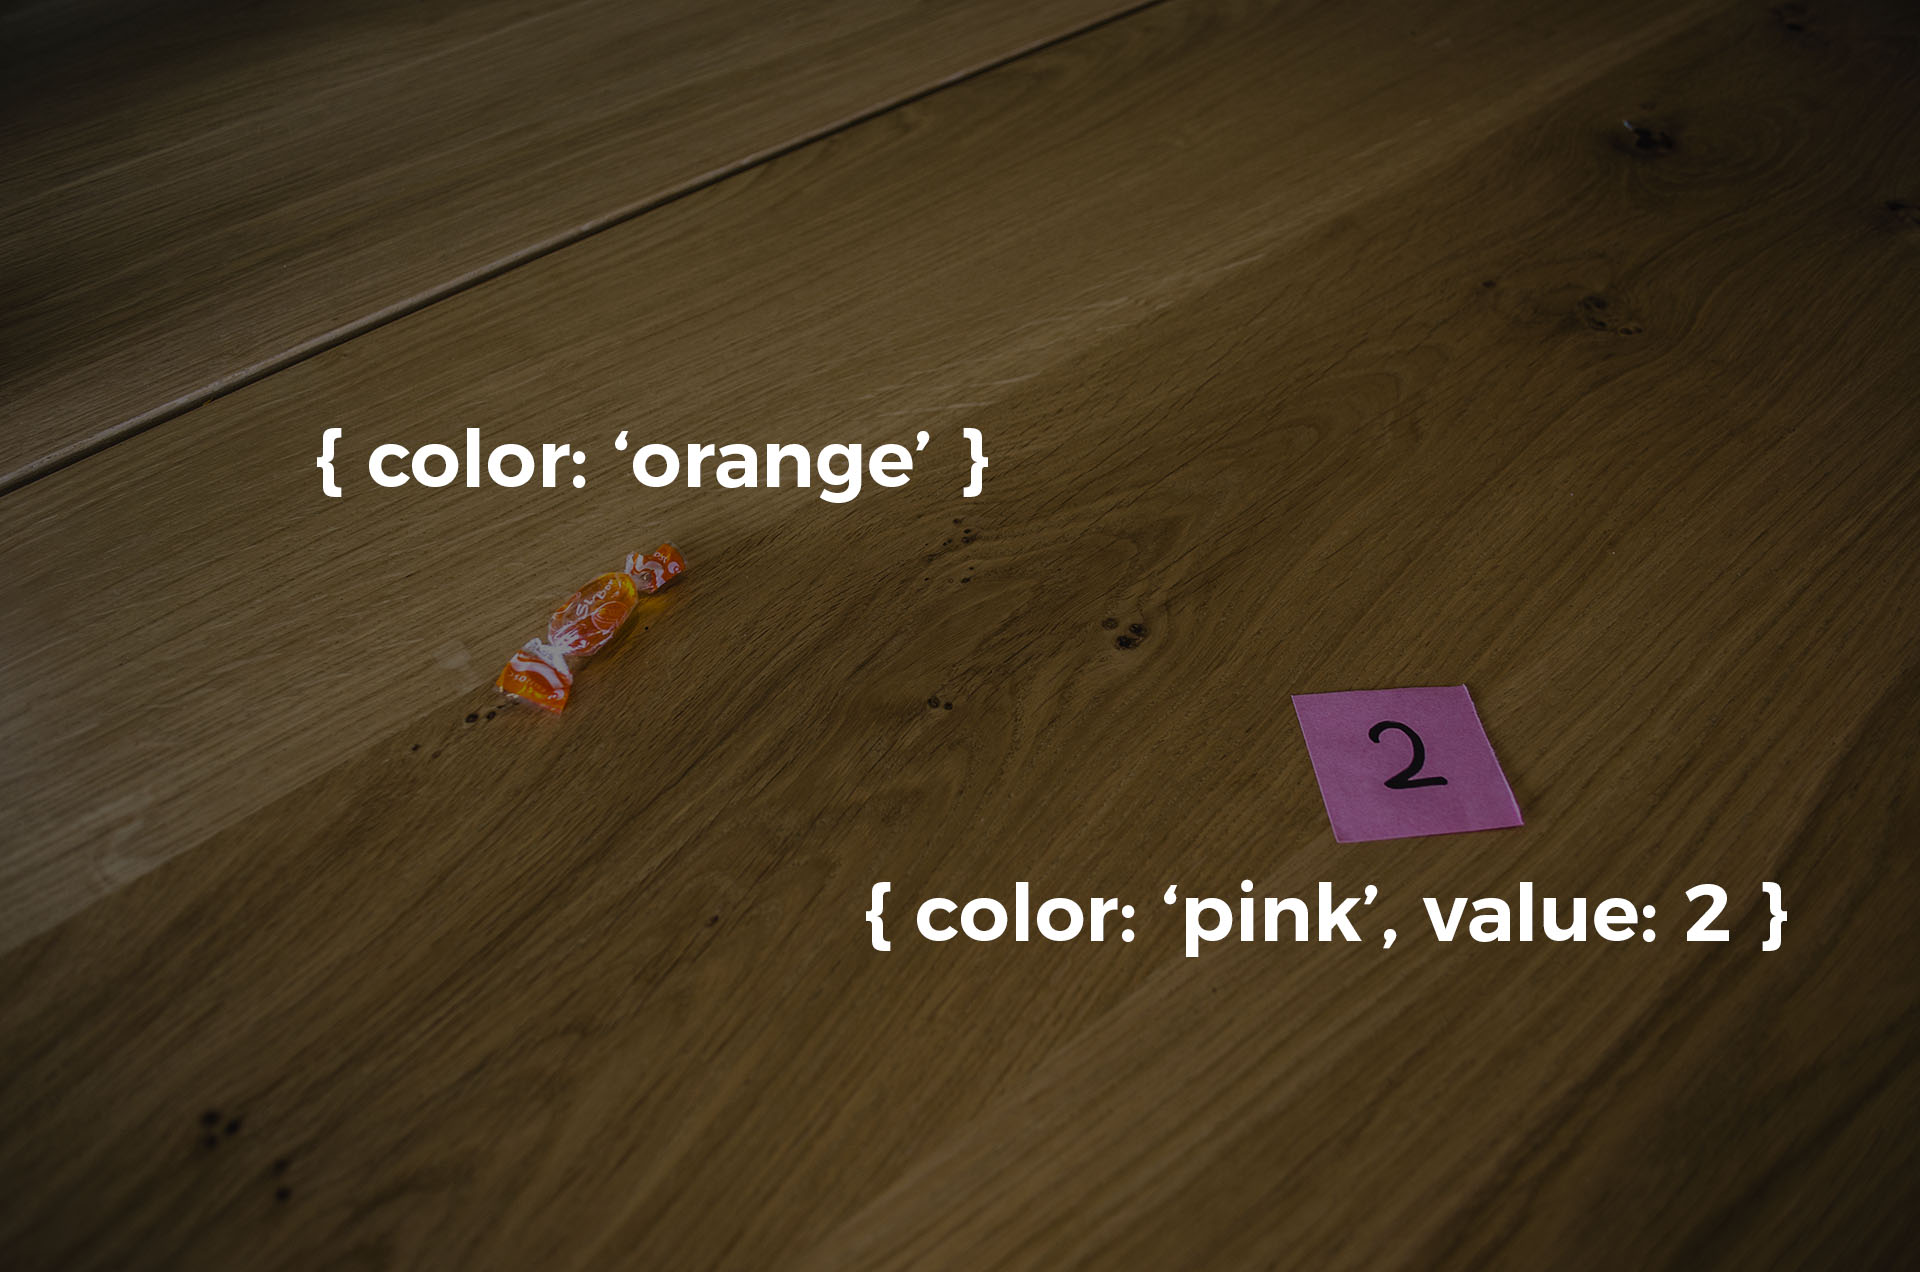 { color: ‘orange’ }
2
{ color: ‘pink’, value: 2 }